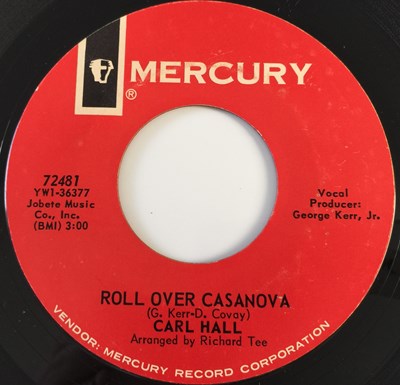 MERCURY
®
72481
YW1-36377
Jobete Music
Co., Inc.
(BMI) 3:00
Vocal
Producer:
George Kerr, Jr.
ROLL OVER CASANOVA
(G. Kerr-D. Covay)
CARL HALL
Arranged by Richard Tee
VENDOR: MERCURY RECORD CORPORATION